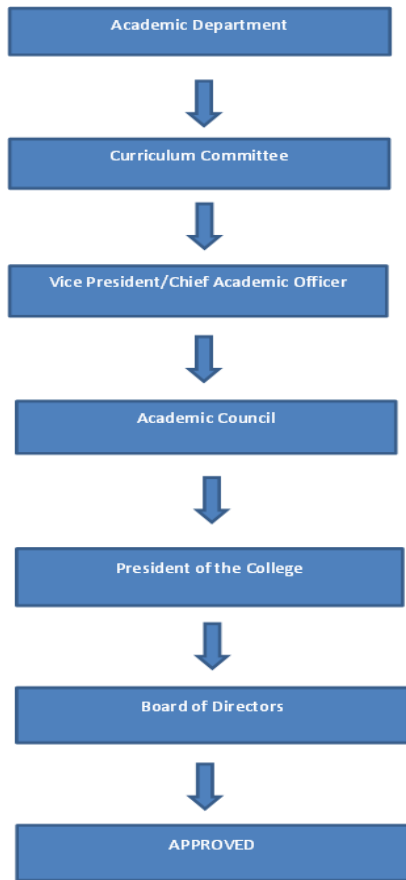 Academic Department
Curriculum Committee
Vice President/Chief Academic Officer
Academic Council
President of the College
Board of Directors
APPROVED